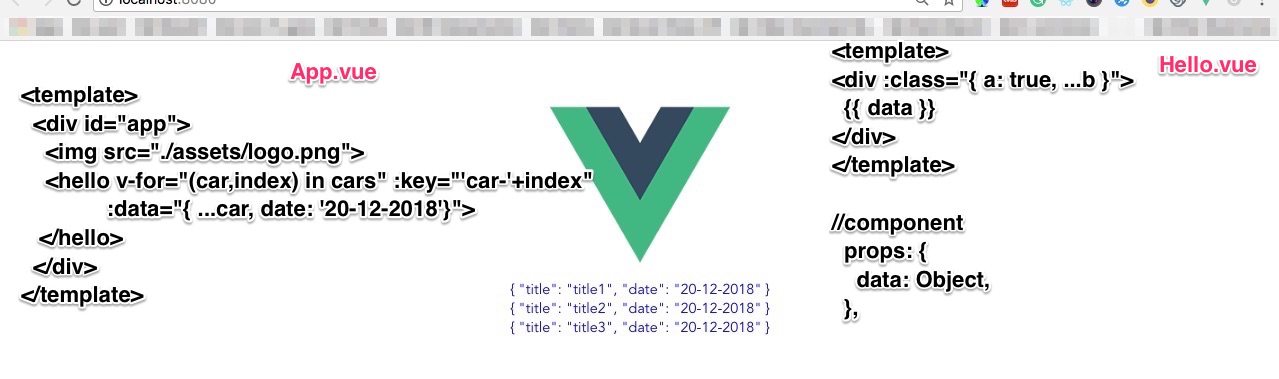 localhost:8080
App.vue
<template>
<div id="app">
<img src="./assets/logo.png">
<hello v-for="(car,index) in cars" :key="'car-'+index"
:data="{ ...car, date: '20-12-2018'}">
</hello>
</div>
</template>
{ "title": "title1", "date": "20-12-2018" }
{ "title": "title2", "date": "20-12-2018" }
{ "title": "title3", "date": "20-12-2018" }
Hello.vue
<template>
<div :class="{ a: true, ...b }">
{{ data }}
</div>
</template>
//component
props: {
data: Object,
},